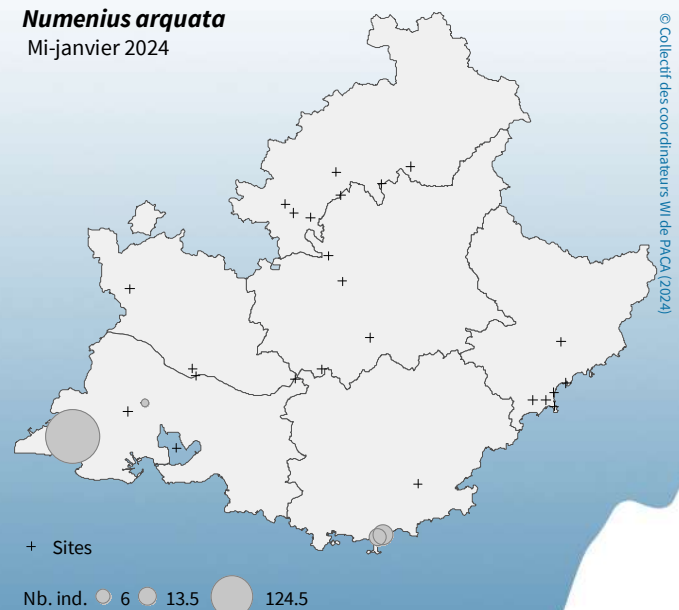 Numenius arquata
Mi-janvier 2024
© Collectif des coordinateurs WI de PACA (2024)
+ Sites
Nb. ind. 6 13.5 124.5